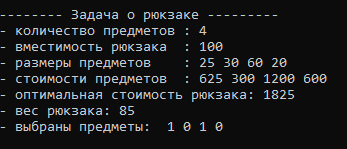 -------- Задача о рюкзаке ---------
- количество предметов : 4
- вместимость рюкзака : 100
- размеры предметов : 25 30 60 20
- стоимости предметов : 625 300 1200 600
- оптимальная стоимость рюкзака: 1825
- вес рюкзака: 85
- выбраны предметы: 1 0 1 0